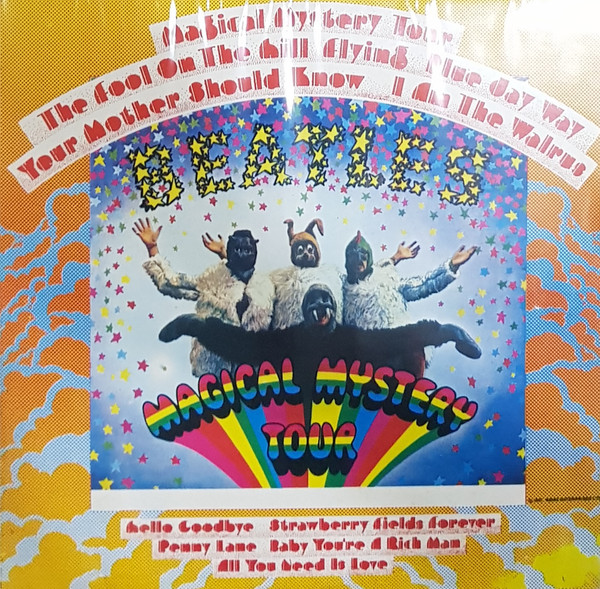 Magical Mystery Tour
The Fool On The Hill Flying Blue Jay Way
Your Mother Should Know I Am The Walrus
BEATLES
MAGICAL MYSTERY
TOUR
Hello Goodbye Strawberry Fields Forever
Penny Lane Baby You're A Rich Man
All You Need Is Love